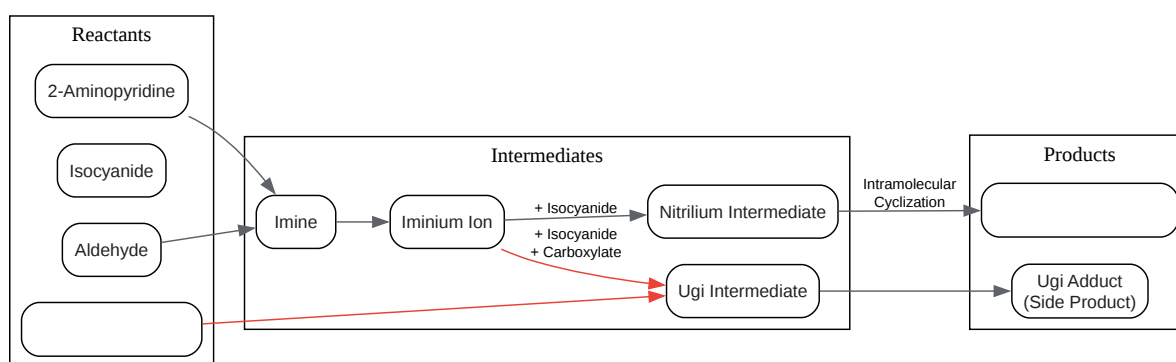 Reactants
2-Aminopyridine
Isocyanide
Aldehyde
Intermediates
Imine
Iminium Ion
+ Isocyanide
+ Isocyanide
+ Carboxylate
Nitrilium Intermediate
Ugi Intermediate
Intramolecular
Cyclization
Products
Ugi Adduct
(Side Product)